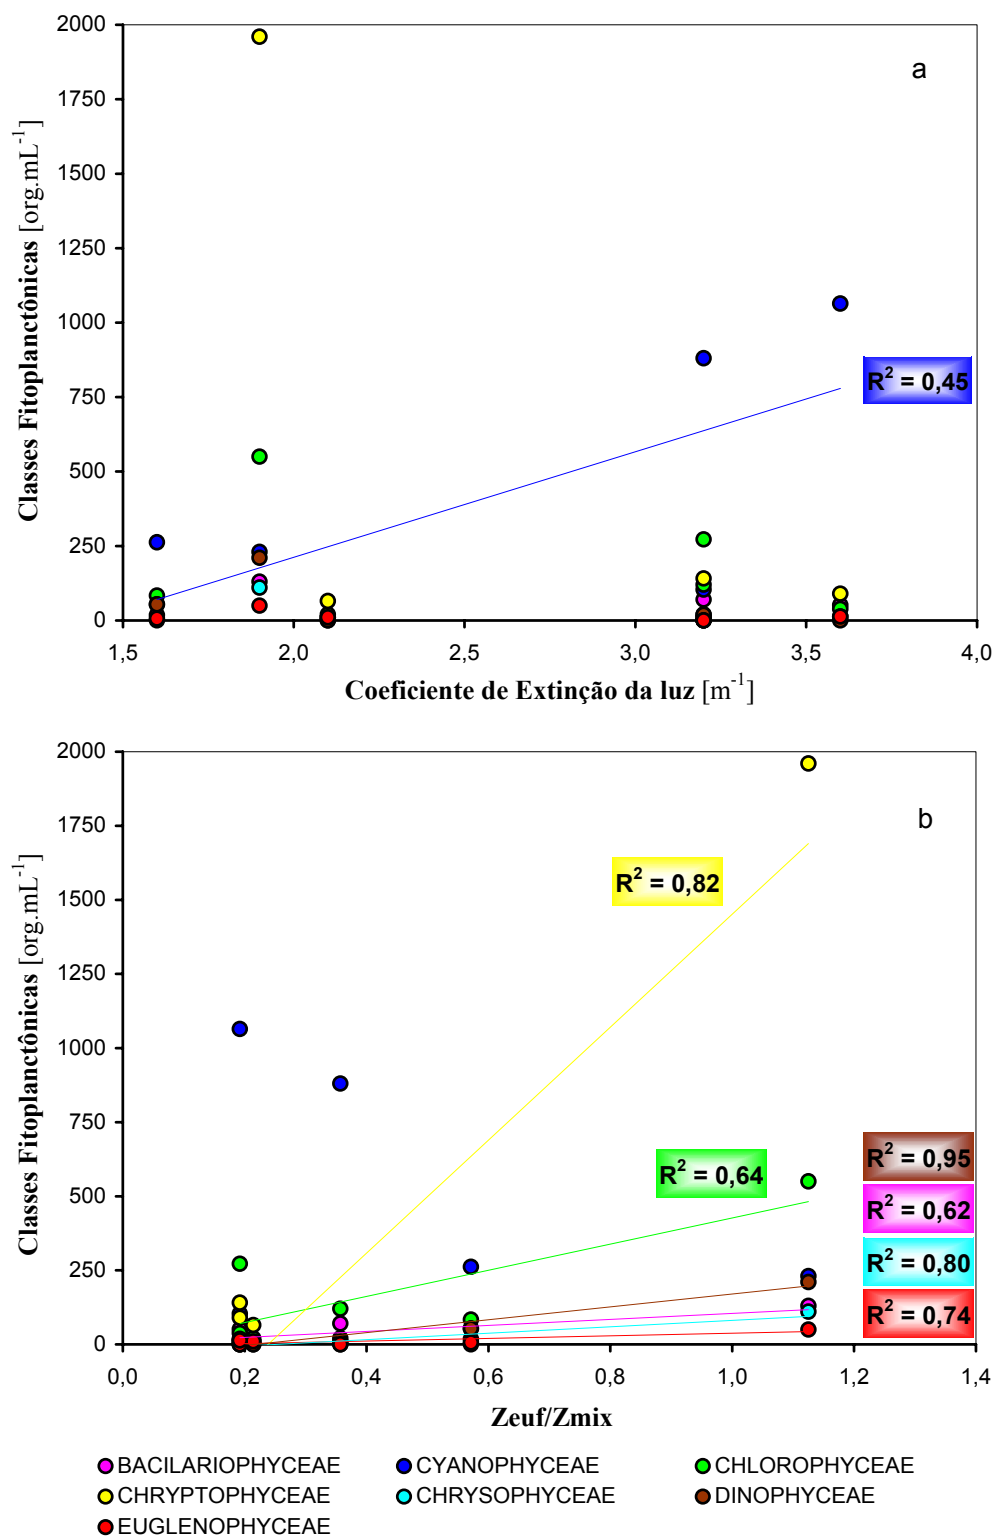 a
Classes Fitoplanctônicas [org.mL⁻¹]
2000
1750
1500
1250
1000
750
500
250
0
R² = 0,45
1,5 2,0 2,5 3,0 3,5 4,0
Coeficiente de Extinção da luz [m⁻¹]
b
Classes Fitoplanctônicas [org.mL⁻¹]
2000
1750
1500
1250
1000
750
500
250
0
R² = 0,82
R² = 0,64
R² = 0,95
R² = 0,62
R² = 0,80
R² = 0,74
0,0 0,2 0,4 0,6 0,8 1,0 1,2 1,4
Zeuf/Zmix
BACILARIOPHYCEAE CYANOPHYCEAE CHLOROPHYCEAE
CHRYPTOPHYCEAE CHRYSOPHYCEAE DINOPHYCEAE
EUGLENOPHYCEAE